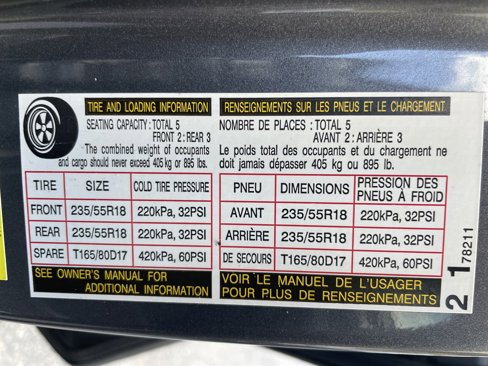 TIRE AND LOADING INFORMATION
SEATING CAPACITY : TOTAL 5
FRONT 2 : REAR 3
The combined weight of occupants
and cargo should never exceed 405 kg or 895 lbs.
TIRE SIZE COLD TIRE PRESSURE
FRONT 235/55R18 220kPa, 32PSI
REAR 235/55R18 220kPa, 32PSI
SPARE T165/80D17 420kPa, 60PSI
SEE OWNER'S MANUAL FOR
ADDITIONAL INFORMATION
RENSEIGNEMENTS SUR LES PNEUS ET LE CHARGEMENT
NOMBRE DE PLACES : TOTAL 5
AVANT 2 : ARRIÈRE 3
Le poids total des occupants et du chargement ne
doit jamais dépasser 405 kg ou 895 lb.
PNEU DIMENSIONS PRESSION DES
PNEUS À FROID
AVANT 235/55R18 220kPa, 32PSI
ARRIÈRE 235/55R18 220kPa, 32PSI
DE SECOURS T165/80D17 420kPa, 60PSI
VOIR LE MANUEL DE L'USAGER
POUR PLUS DE RENSEIGNEMENTS
2 1 78211